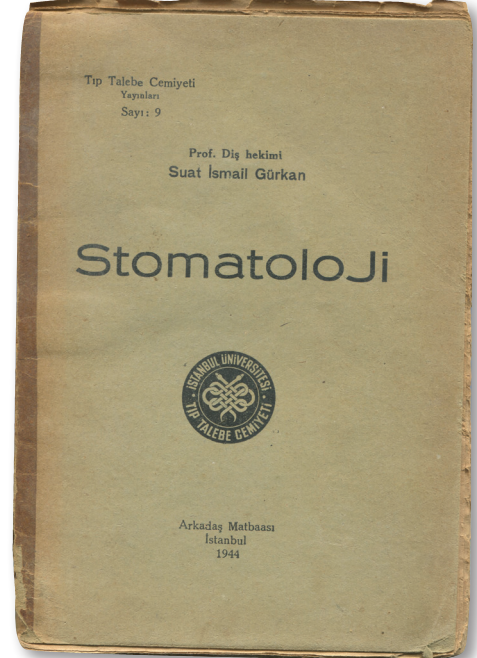 Tıp Talebe Cemiyeti
Yayınları
Sayı: 9
Prof. Diş hekimi
Suat İsmail Gürkan
StomatoloJi
İSTANBUL ÜNİVERSİTESİ
TIP TALEBE CEMİYETİ
Arkadaş Matbaası
İstanbul
1944